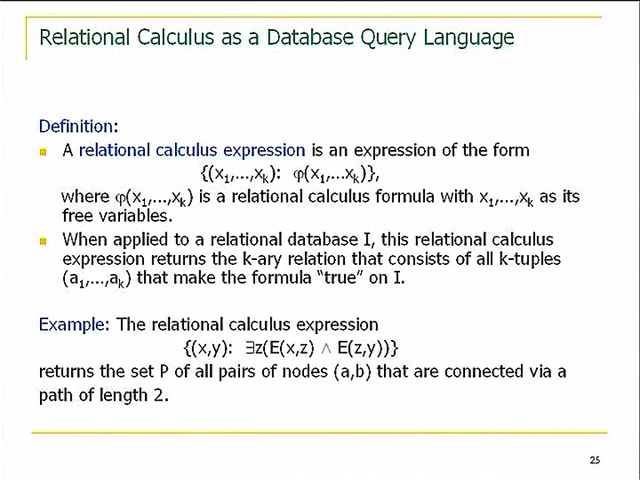 Relational Calculus as a Database Query Language
Definition:
A relational calculus expression is an expression of the form
{(x₁,...,xₖ): φ(x₁,...xₖ)},
where φ(x₁,...,xₖ) is a relational calculus formula with x₁,...,xₖ as its
free variables.
When applied to a relational database I, this relational calculus
expression returns the k-ary relation that consists of all k-tuples
(a₁,...,aₖ) that make the formula “true” on I.
Example: The relational calculus expression
{(x,y): ∃z(E(x,z) ∧ E(z,y))}
returns the set P of all pairs of nodes (a,b) that are connected via a
path of length 2.
25